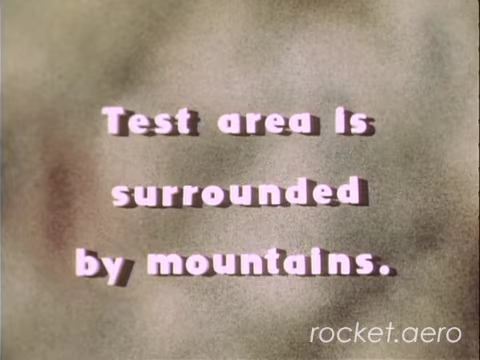 Test area is
surrounded
by mountains.
rocket.aero